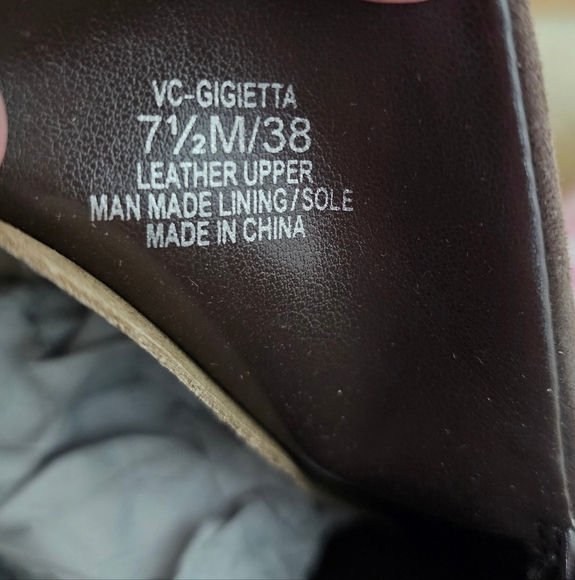 VC-GIGIETTA
7½M/38
LEATHER UPPER
MAN MADE LINING/SOLE
MADE IN CHINA